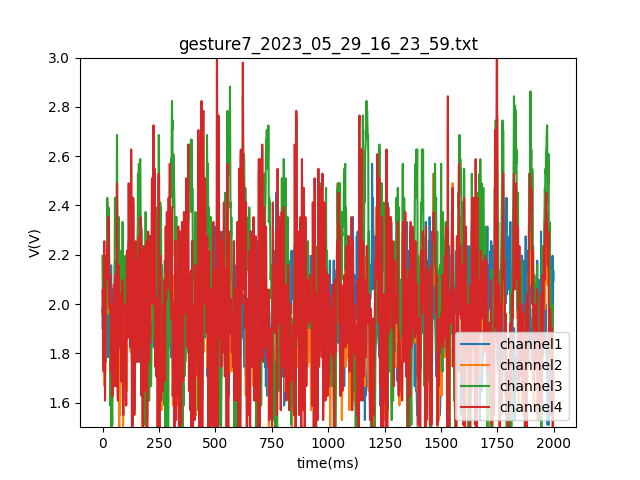 gesture7_2023_05_29_16_23_59.txt
V(V)
3.0
2.8
2.6
2.4
2.2
2.0
1.8
1.6
channel1
channel2
channel3
channel4
0 250 500 750 1000 1250 1500 1750 2000
time(ms)